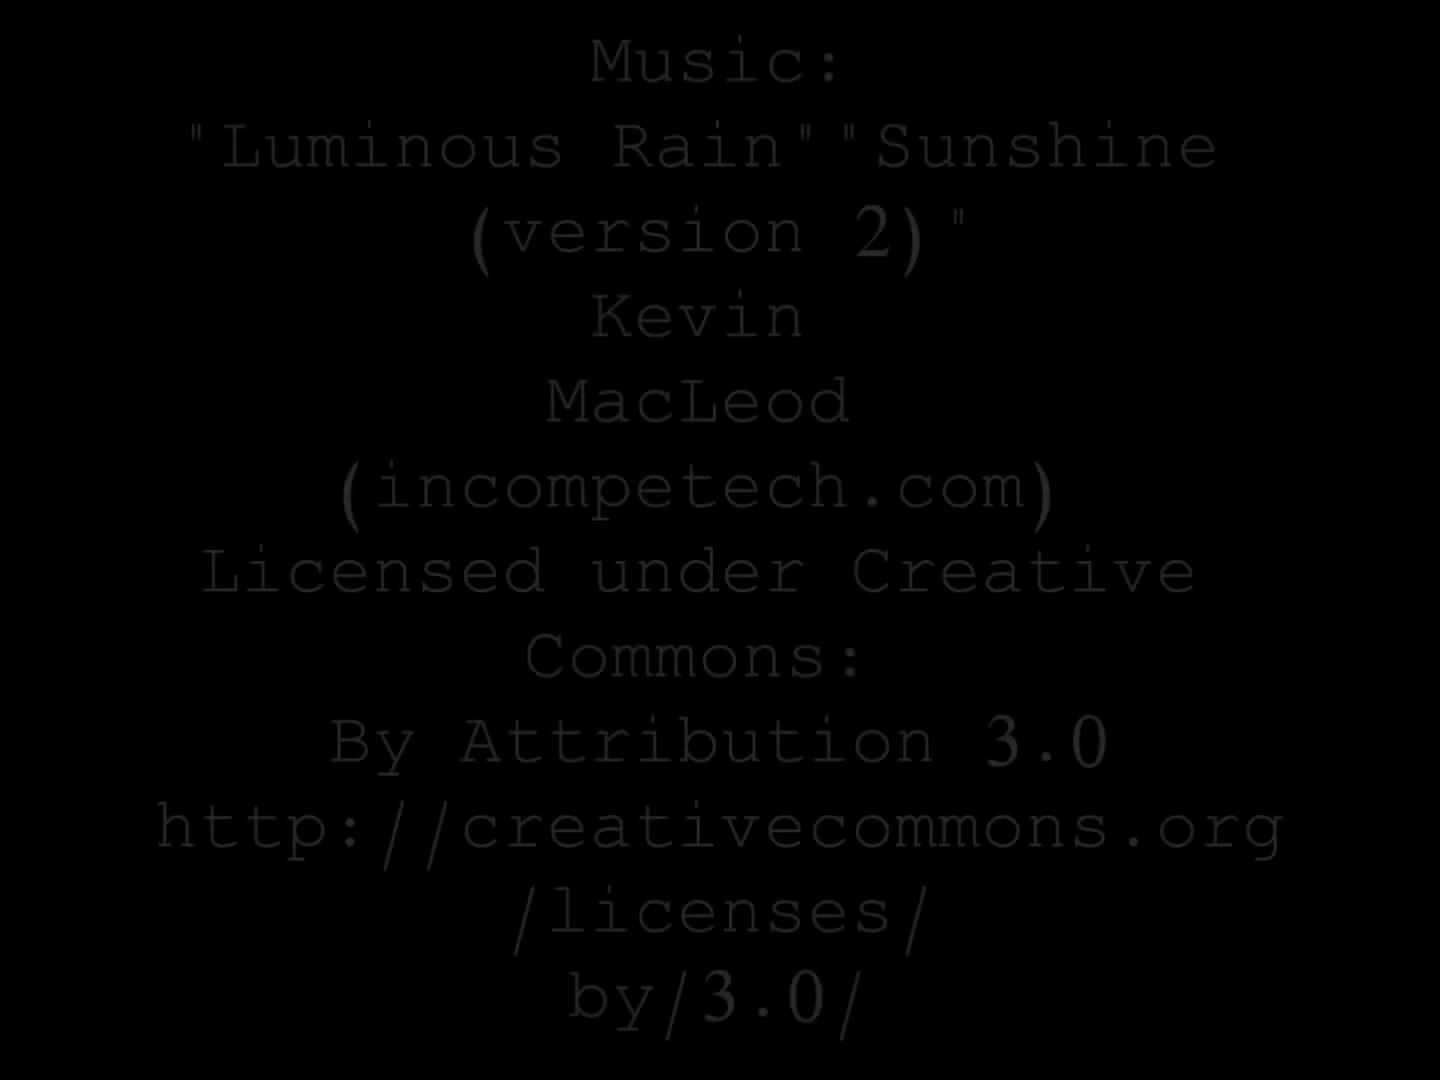 Music:
"Luminous Rain""Sunshine
(version 2)"
Kevin
MacLeod
(incompetech.com)
Licensed under Creative
Commons:
By Attribution 3.0
http://creativecommons.org
/licenses/
by/3.0/